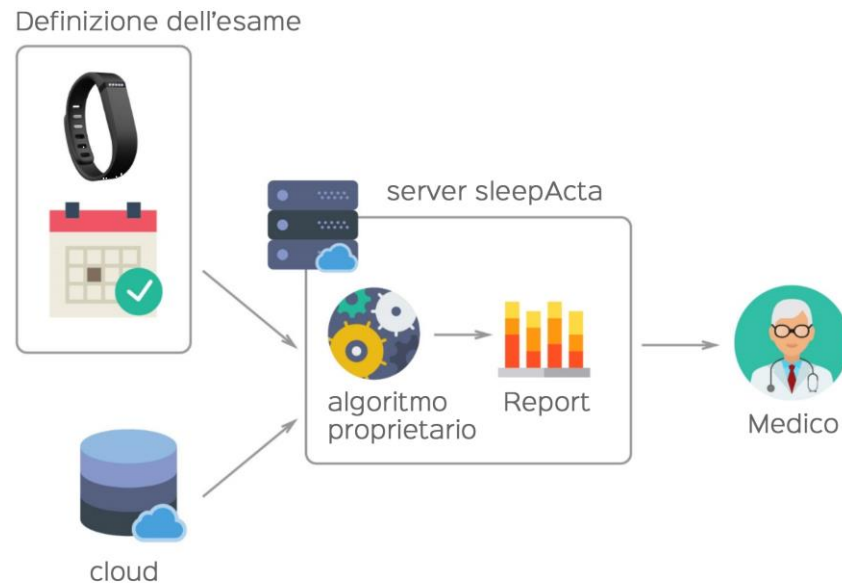 Definizione dell'esame
server sleepActa
algoritmo
proprietario
Report
Medico
cloud